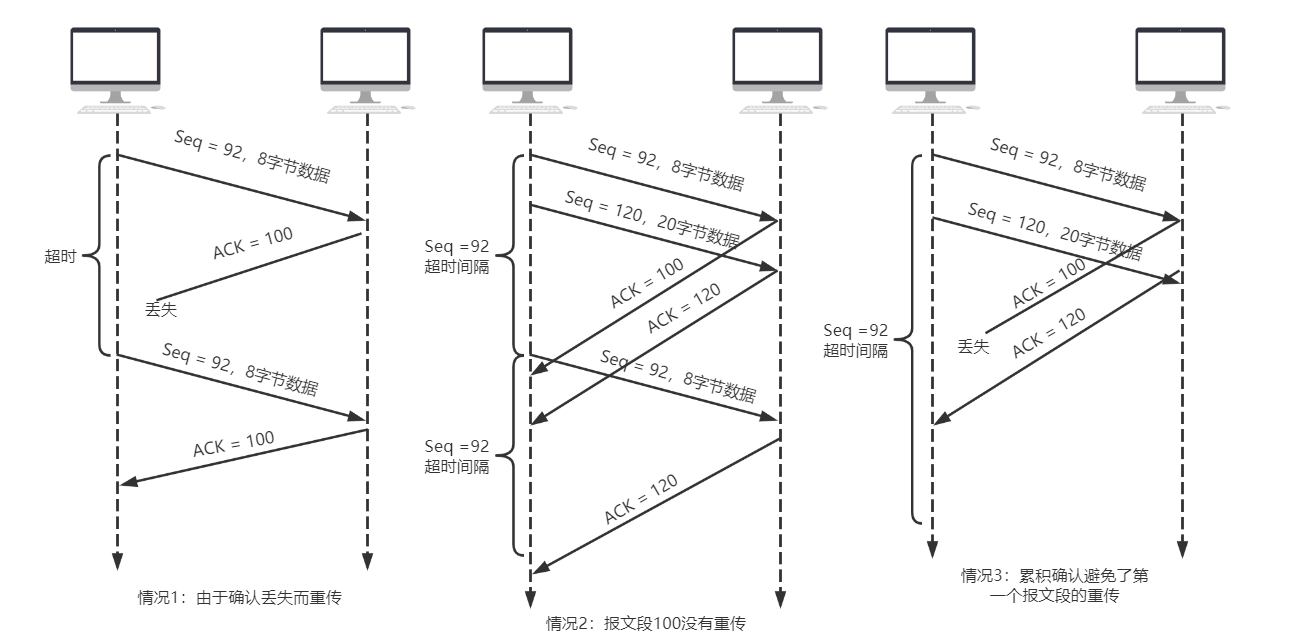 Seq = 92，8字节数据
ACK = 100
超时
丢失
Seq = 92，8字节数据
ACK = 100
情况1：由于确认丢失而重传
Seq = 92，8字节数据
Seq = 120，20字节数据
Seq =92
超时间隔
ACK = 100
ACK = 120
Seq = 92，8字节数据
Seq =92
超时间隔
ACK = 120
情况2：报文段100没有重传
Seq = 92，8字节数据
Seq = 120，20字节数据
ACK = 100
Seq =92
超时间隔
丢失
ACK = 120
情况3：累积确认避免了第
一个报文段的重传